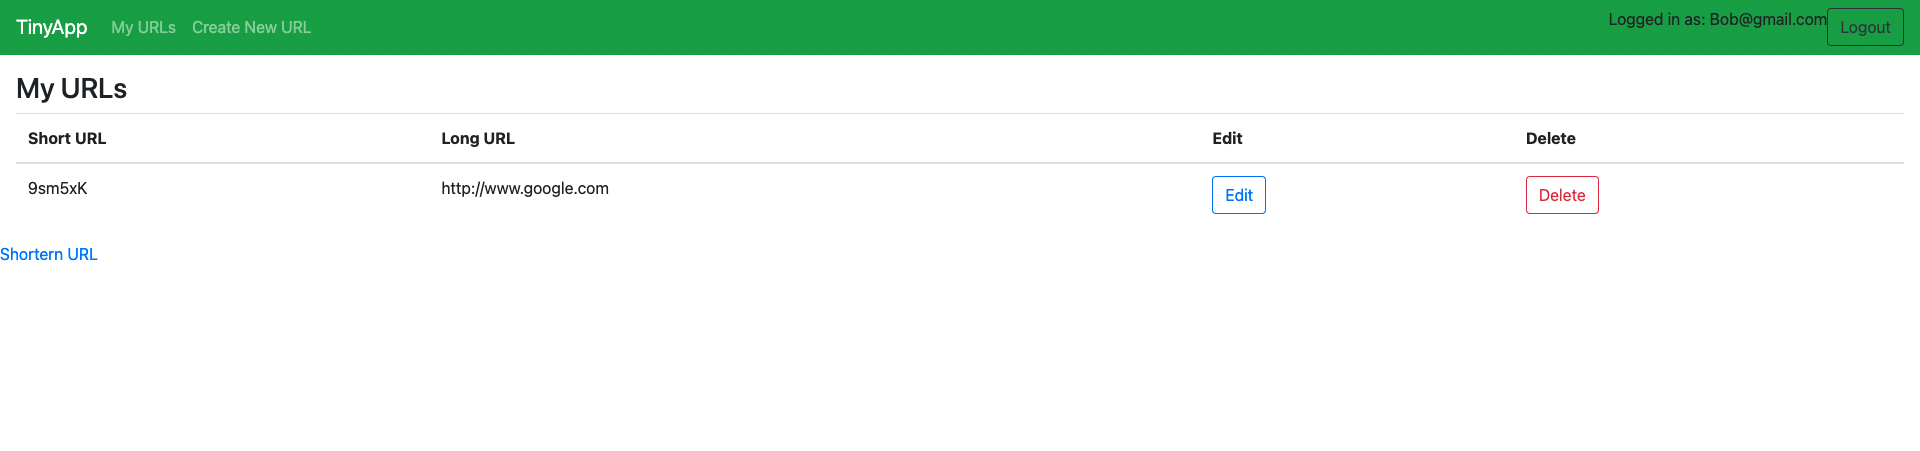 TinyApp My URLs Create New URL Logged in as: Bob@gmail.com Logout
My URLs
Short URL Long URL Edit Delete
9sm5xK http://www.google.com Edit Delete
Shortern URL